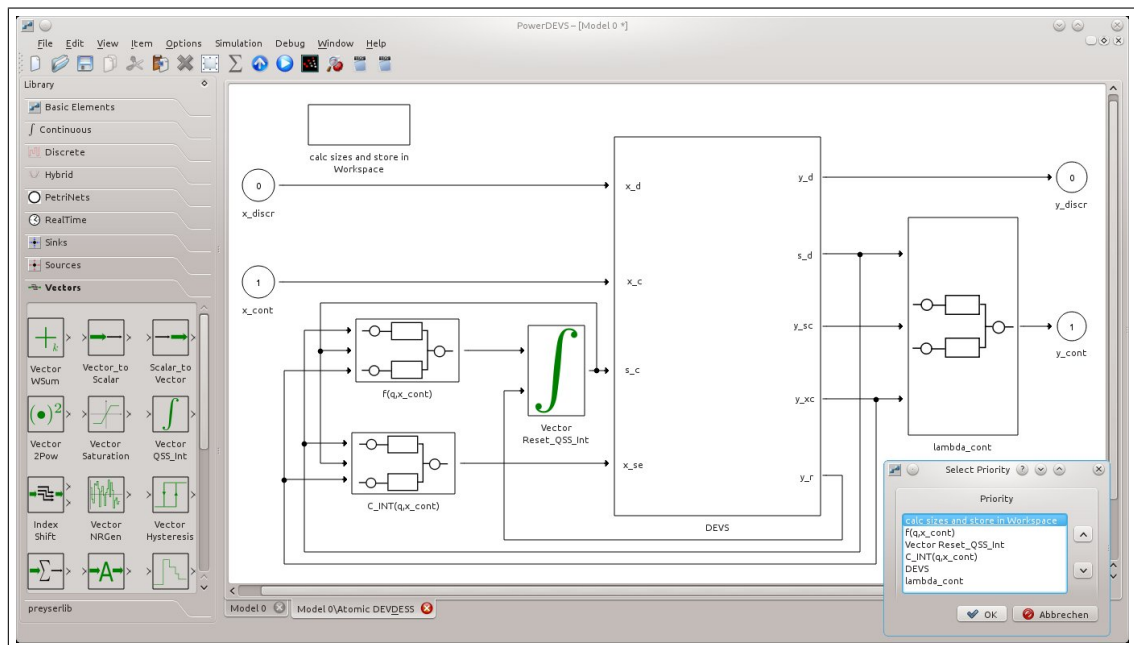 PowerDEVS – [Model 0 *]
File Edit View Item Options Simulation Debug Window Help
Library
Basic Elements
Continuous
Discrete
Hybrid
PetriNets
RealTime
Sinks
Sources
Vectors
Vector WSum
Vector_to Scalar
Scalar_to Vector
Vector 2Pow
Vector Saturation
Vector QSS_Int
Index Shift
Vector NRGen
Vector Hysteresis
preyserlib
calc sizes and store in
Workspace
0
x_discr
1
x_cont
f(q,x_cont)
C_INT(q,x_cont)
Vector
Reset_QSS_Int
x_d
x_c
s_c
x_se
y_d
s_d
y_sc
y_xc
y_r
DEVS
0
y_discr
1
y_cont
lambda_cont
Model 0
Model 0\Atomic DEVDESS
Select Priority
Priority
calc sizes and store in Workspace
f(q,x_cont)
Vector Reset_QSS_Int
C_INT(q,x_cont)
DEVS
lambda_cont
OK
Abbrechen